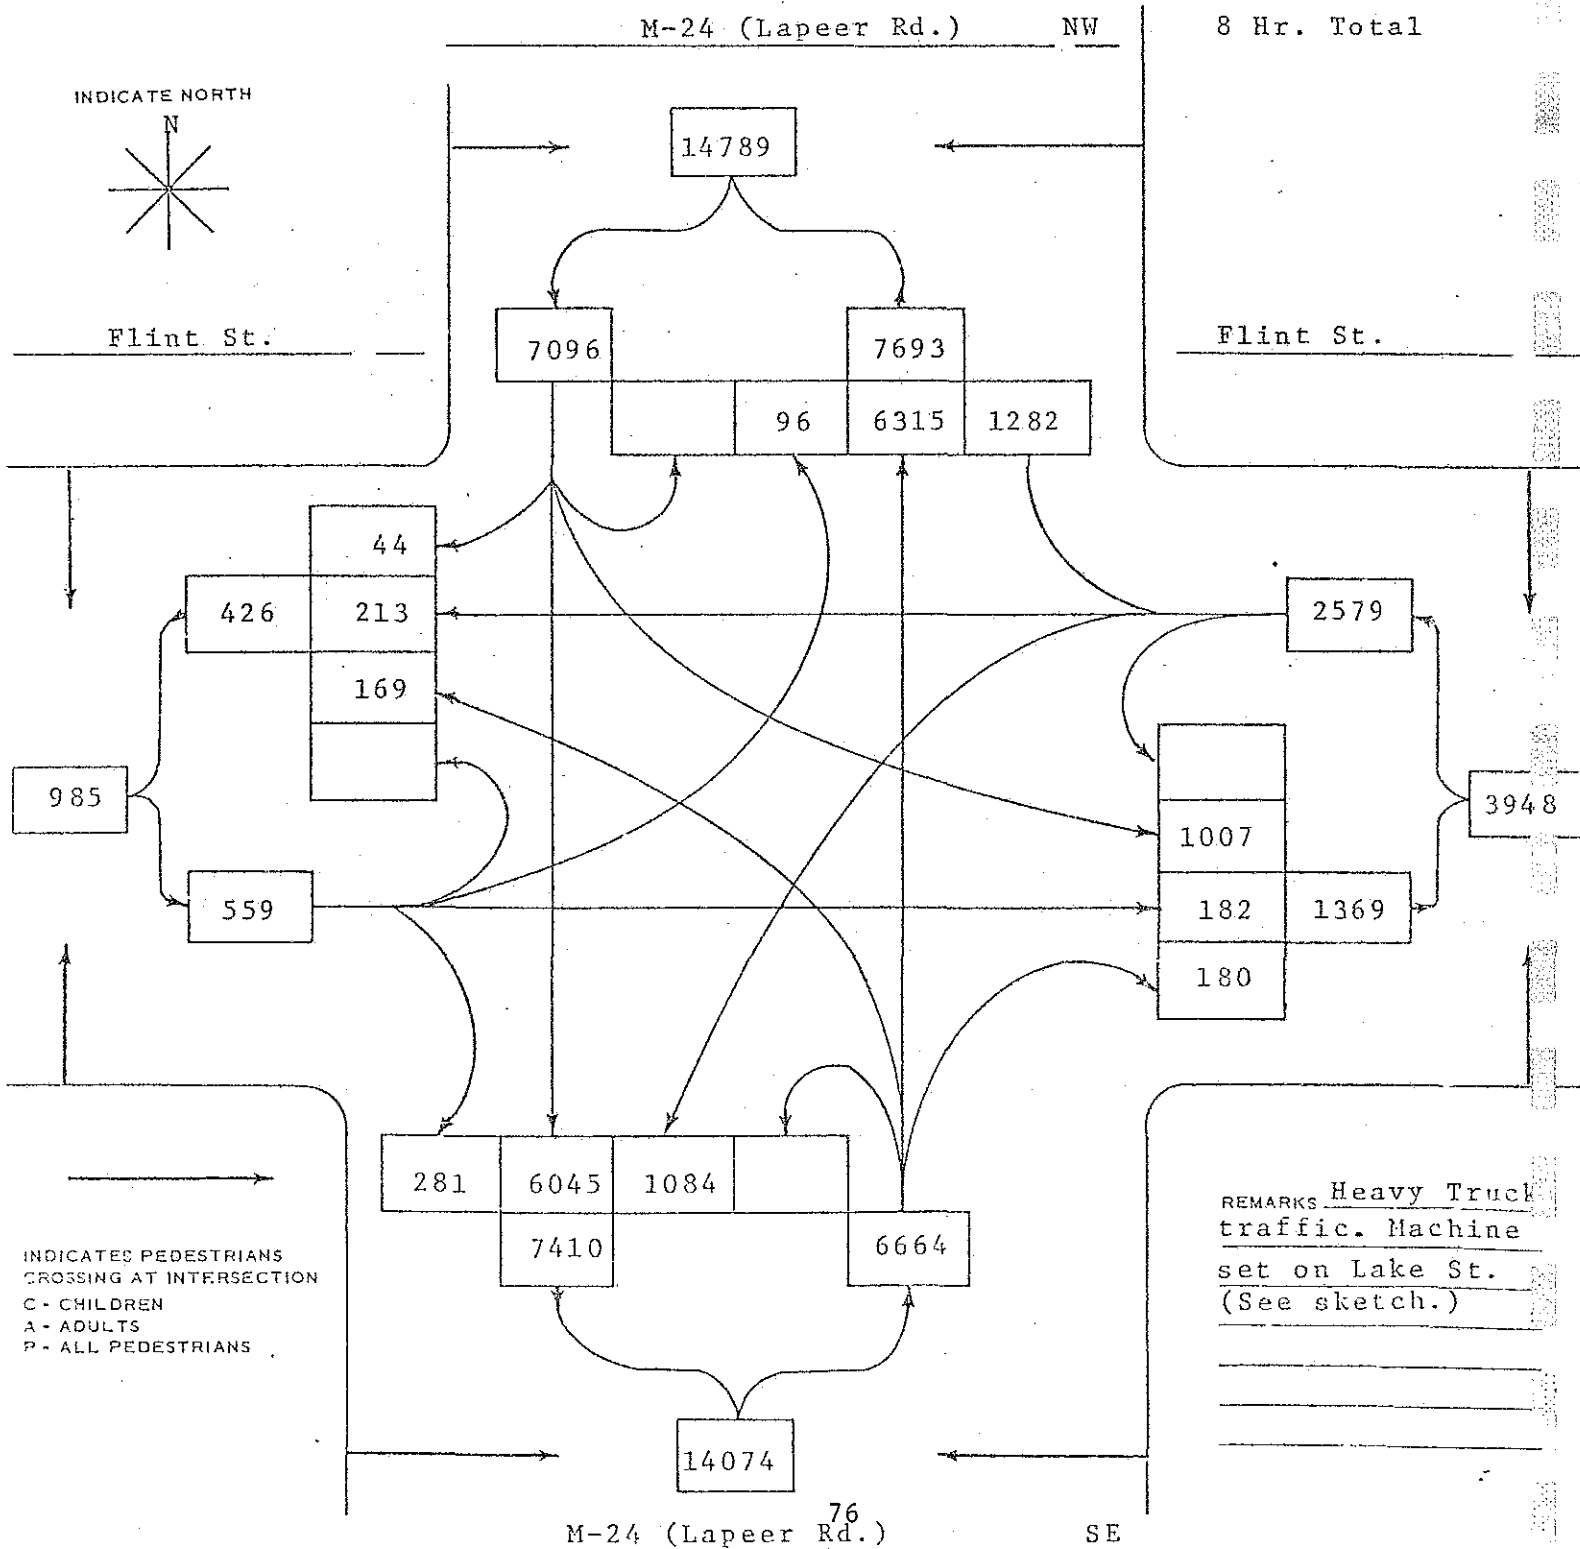 M-24 (Lapeer Rd.) NW
8 Hr. Total
INDICATE NORTH
N
14789
Flint St.
Flint St.
7096
7693
96
6315
1282
44
426
213
2579
169
985
3948
1007
559
182
1369
180
281
6045
1084
7410
6664
REMARKS Heavy Truck
traffic. Machine
set on Lake St.
(See sketch.)
INDICATES PEDESTRIANS
CROSSING AT INTERSECTION
C - CHILDREN
A - ADULTS
P - ALL PEDESTRIANS
14074
76
M-24 (Lapeer Rd.) SE